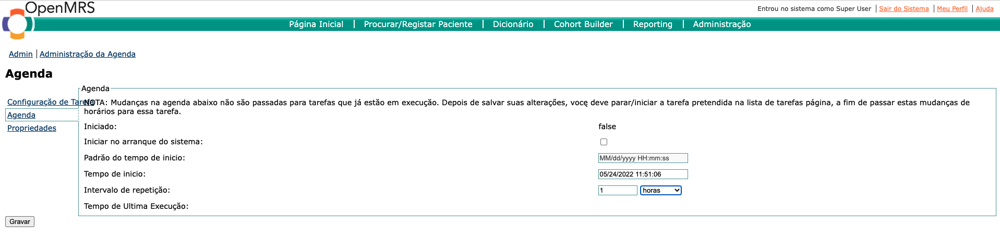 OpenMRS
Entrou no sistema como Super User | Sair do Sistema | Meu Perfil | Ajuda
Página Inicial | Procurar/Registar Paciente | Dicionário | Cohort Builder | Reporting | Administração
Admin | Administração da Agenda
Agenda
Agenda
Configuração de Tarefa
Agenda
Propriedades
NOTA: Mudanças na agenda abaixo não são passadas para tarefas que já estão em execução. Depois de salvar suas alterações, você deve parar/iniciar a tarefa pretendida na lista de tarefas página, a fim de passar estas mudanças de
horários para essa tarefa.
Iniciado: false
Iniciar no arranque do sistema:
Padrão do tempo de inicio: MM/dd/yyyy HH:mm:ss
Tempo de inicio: 05/24/2022 11:51:06
Intervalo de repetição: 1 horas
Tempo de Ultima Execução:
Gravar